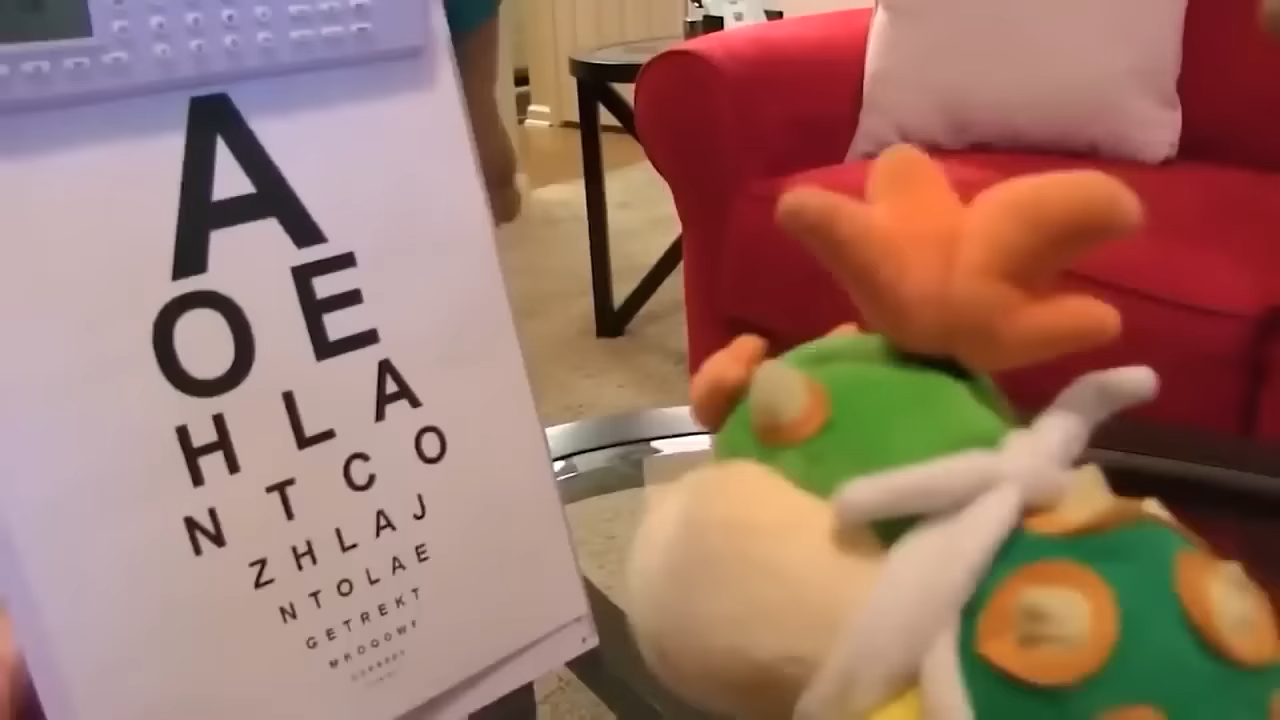 A
O E
H L A
N T C O
Z H L A J
N T O L A E
G E T R E K T